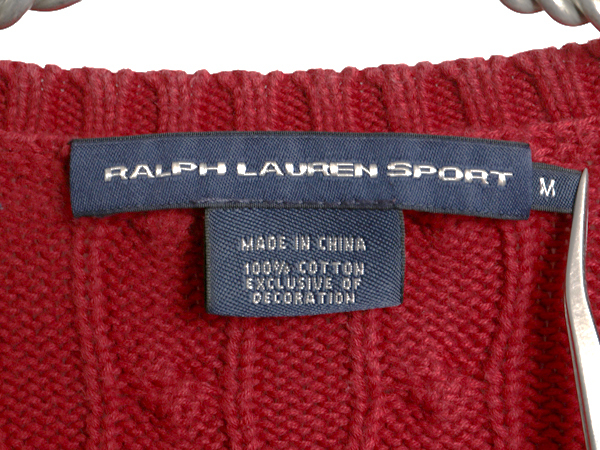 RALPH LAUREN SPORT
M
MADE IN CHINA
100% COTTON
EXCLUSIVE OF
DECORATION